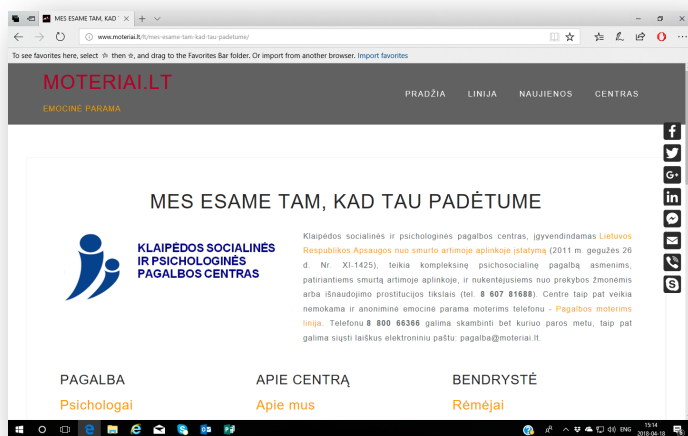 MES ESAME TAM, KAD T
www.moteriai.lt/lt/mes-esame-tam-kad-tau-padetume/
To see favorites here, select ☆ then ☆, and drag to the Favorites Bar folder. Or import from another browser. Import favorites
MOTERIAI.LT
EMOCINĖ PARAMA
PRADŽIA LINIJA NAUJIENOS CENTRAS
MES ESAME TAM, KAD TAU PADĖTUME
KLAIPĖDOS SOCIALINĖS
IR PSICHOLOGINĖS
PAGALBOS CENTRAS
Klaipėdos socialinės ir psichologinės pagalbos centras, įgyvendindamas Lietuvos
Respublikos Apsaugos nuo smurto artimoje aplinkoje įstatymą (2011 m. gegužės 26
d. Nr. XI-1425), teikia kompleksinę psichosocialinę pagalbą asmenims,
patiriantiems smurtą artimoje aplinkoje, ir nukentėjusiems nuo prekybos žmonėmis
arba išnaudojimo prostitucijos tikslais (tel. 8 607 81688). Centre taip pat veikia
nemokama ir anoniminė emocinė parama moterims telefonu - Pagalbos moterims
linija. Telefonu 8 800 66366 galima skambinti bet kuriuo paros metu, taip pat
galima siųsti laiškus elektroniniu paštu: pagalba@moteriai.lt.
PAGALBA APIE CENTRĄ BENDRYSTĖ
Psichologai Apie mus Rėmėjai
ENG
15:14
2018-04-18